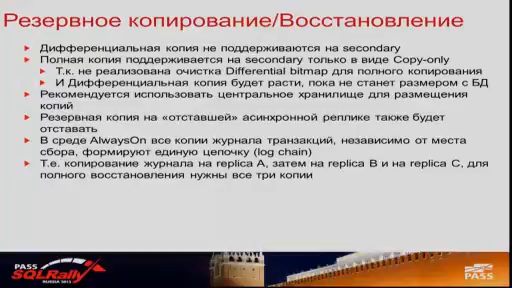 Резервное копирование/Восстановление
Дифференциальная копия не поддерживаются на secondary
Полная копия поддерживается на secondary только в виде Copy-only
Т.к. не реализована очистка Differential bitmap для полного копирования
И Дифференциальная копия будет расти, пока не станет размером с БД
Рекомендуется использовать центральное хранилище для размещения
копий
Резервная копия на «отставшей» асинхронной реплике также будет
отставать
В среде AlwaysOn все копии журнала транзакций, независимо от места
сбора, формируют единую цепочку (log chain)
Т.е. копирование журнала на replica A, затем на replica B и на replica C, для
полного восстановления нужны все три копии
PASS
SQLRally
PASS